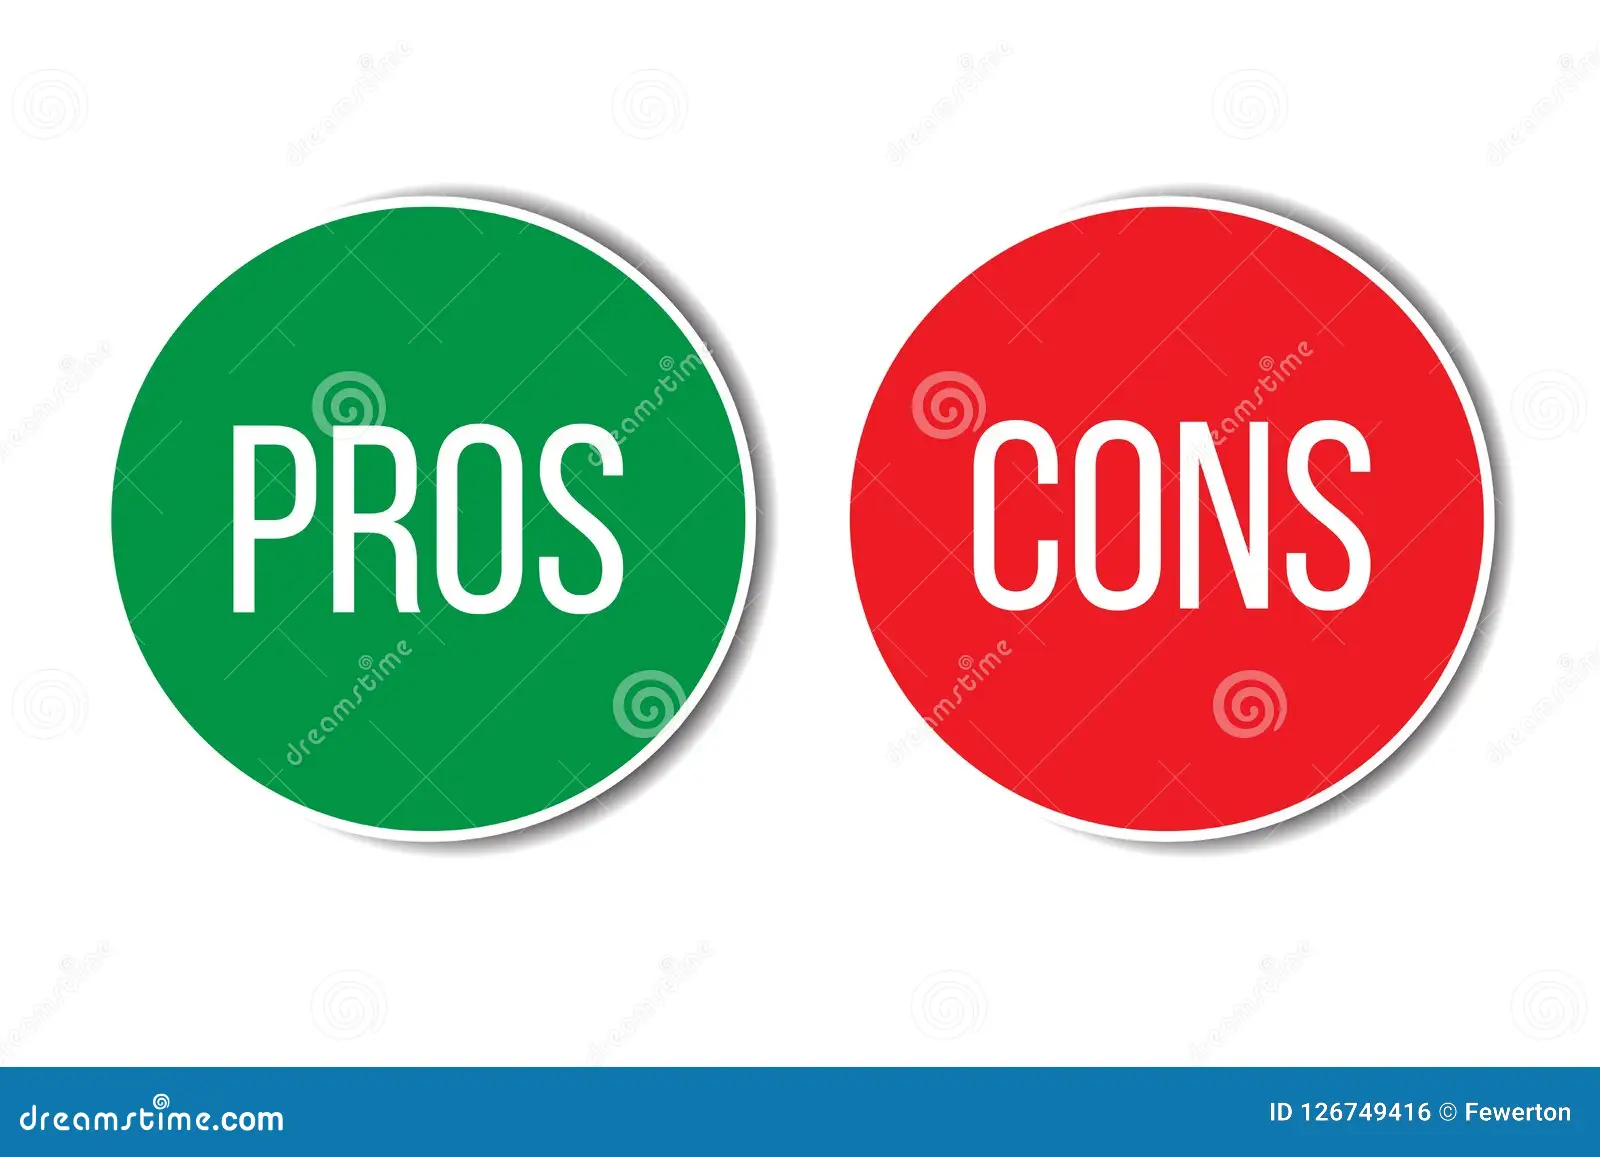 PROS
CONS
dreamstime.com
ID 126749416 © Fewerton